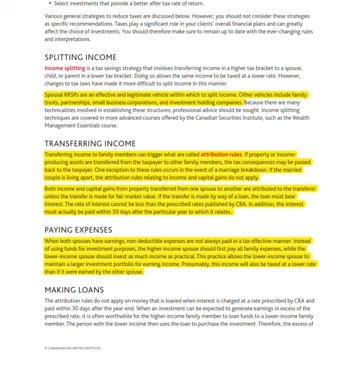 • Select investments that provide a better after-tax rate of return.
Various general strategies to reduce taxes are discussed below. However, you should not consider these strategies
as specific recommendations. Taxes play a significant role in your clients' overall financial plans and can greatly
affect the choice of investments. You should therefore make sure to remain up to date with the ever-changing rules
and interpretations.
SPLITTING INCOME
Income splitting is a tax savings strategy that involves transferring income in a higher tax bracket to a spouse,
child, or parent in a lower tax bracket. Doing so allows the same income to be taxed at a lower rate. However,
changes to tax laws have made it more difficult to split income in this manner.
Spousal RRSPs are an effective and legitimate vehicle within which to split income. Other vehicles include family
trusts, partnerships, small business corporations, and investment holding companies. Because there are many
technicalities involved in establishing these structures, professional advice should be sought. Income splitting
techniques are covered in more advanced courses offered by the Canadian Securities Institute, such as the Wealth
Management Essentials course.
TRANSFERRING INCOME
Transferring income to family members can trigger what are called attribution rules. If property or income-
producing assets are transferred from the taxpayer to other family members, the tax consequences may be passed
back to the taxpayer. One exception to these rules occurs in the event of a marriage breakdown. If the married
couple is living apart, the attribution rules relating to income and capital gains do not apply.
Both income and capital gains from property transferred from one spouse to another are attributed to the transferor
unless the transfer is made for fair market value. If the transfer is made by way of a loan, the loan must bear
interest. The rate of interest cannot be less than the prescribed rates published by CRA. In addition, the interest
must actually be paid within 30 days after the particular year to which it relates.
PAYING EXPENSES
When both spouses have earnings, non-deductible expenses are not always paid in a tax effective manner. Instead
of using funds for investment purposes, the higher-income spouse should first pay all family expenses, while the
lower-income spouse should invest as much income as practical. This practice allows the lower-income spouse to
maintain a larger investment portfolio for earning income. Presumably, this income will also be taxed at a lower rate
than if it were earned by the other spouse.
MAKING LOANS
The attribution rules do not apply on money that is loaned when interest is charged at a rate prescribed by CRA and
paid within 30 days after the year-end. When an investment can be expected to generate earnings in excess of the
prescribed rate, it is often worthwhile for the higher-income family member to loan funds to a lower-income family
member. The person with the lower income then uses the loan to purchase the investment. Therefore, the excess of
© CANADIAN SECURITIES INSTITUTE